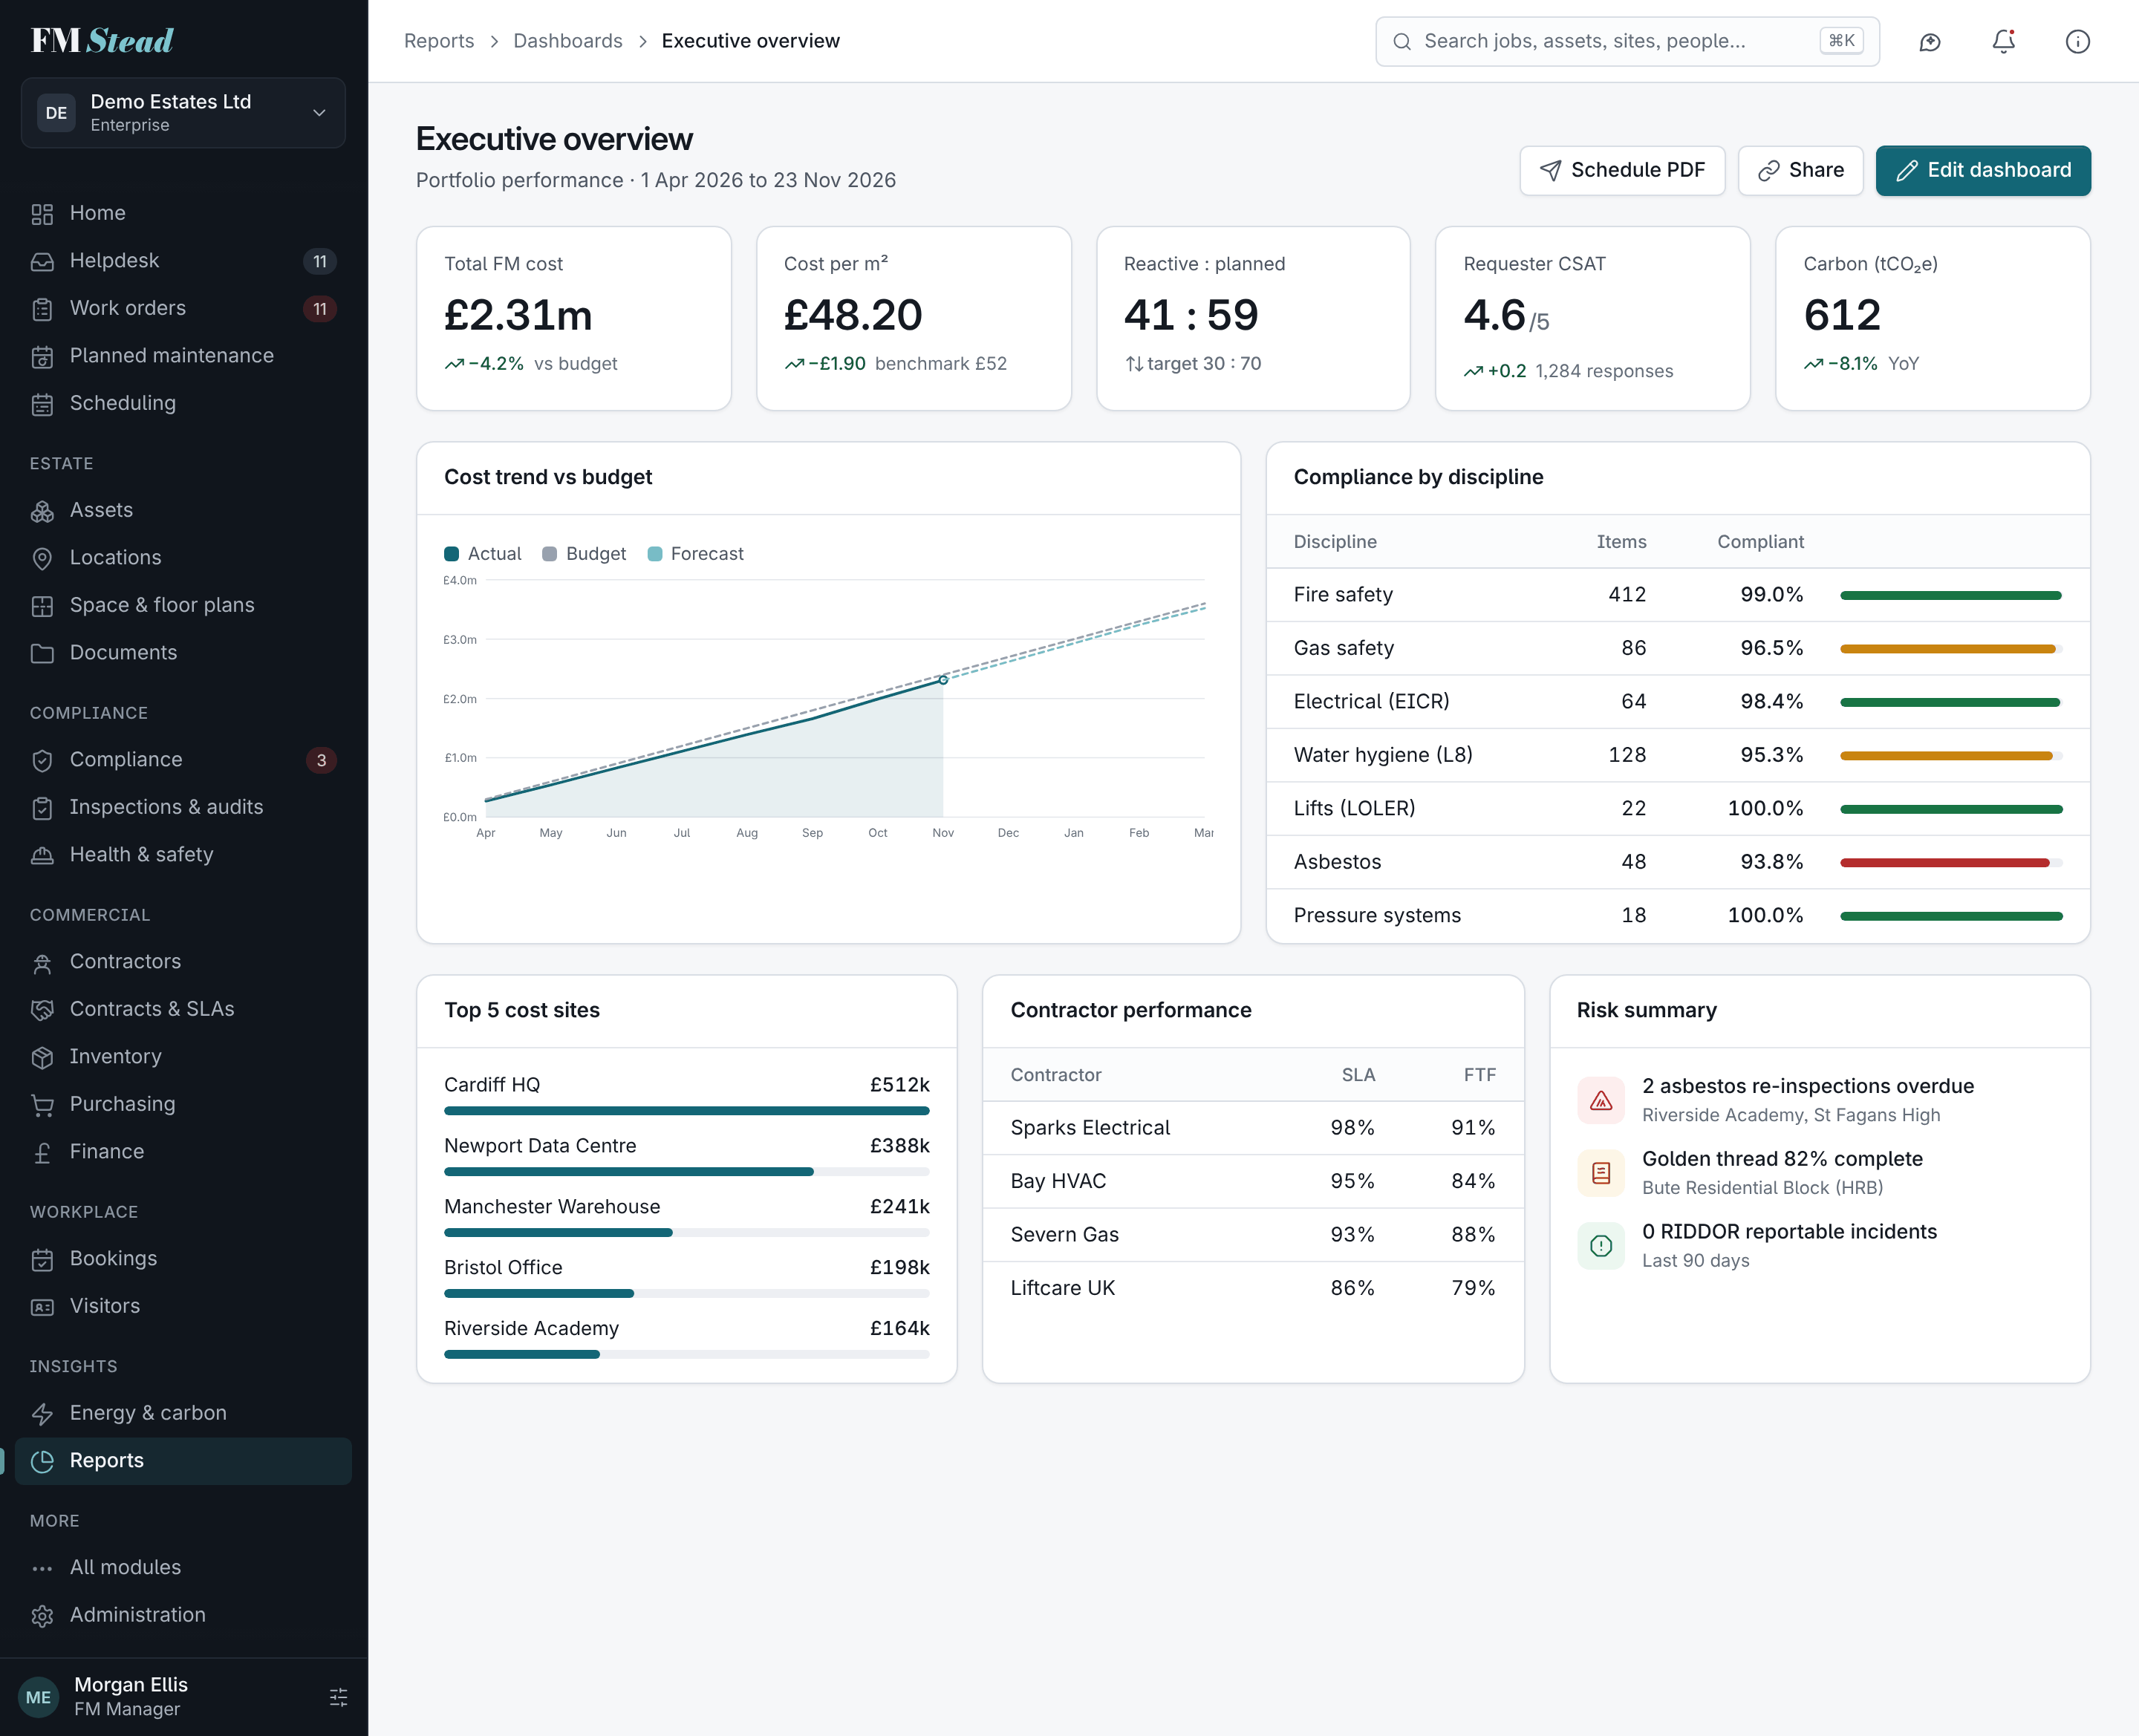 FM Stead
DE
Demo Estates Ltd
Enterprise
Home
Helpdesk 11
Work orders 11
Planned maintenance
Scheduling
ESTATE
Assets
Locations
Space & floor plans
Documents
COMPLIANCE
Compliance 3
Inspections & audits
Health & safety
COMMERCIAL
Contractors
Contracts & SLAs
Inventory
Purchasing
Finance
WORKPLACE
Bookings
Visitors
INSIGHTS
Energy & carbon
Reports
MORE
All modules
Administration
ME
Morgan Ellis
FM Manager
Reports > Dashboards > Executive overview
Search jobs, assets, sites, people... ⌘K
Executive overview
Portfolio performance · 1 Apr 2026 to 23 Nov 2026
Schedule PDF
Share
Edit dashboard
Total FM cost
£2.31m
−4.2% vs budget
Cost per m²
£48.20
−£1.90 benchmark £52
Reactive : planned
41 : 59
target 30 : 70
Requester CSAT
4.6/5
+0.2 1,284 responses
Carbon (tCO₂e)
612
−8.1% YoY
Cost trend vs budget
Actual Budget Forecast
£4.0m
£3.0m
£2.0m
£1.0m
£0.0m
Apr May Jun Jul Aug Sep Oct Nov Dec Jan Feb Mar
Compliance by discipline
Discipline Items Compliant
Fire safety 412 99.0%
Gas safety 86 96.5%
Electrical (EICR) 64 98.4%
Water hygiene (L8) 128 95.3%
Lifts (LOLER) 22 100.0%
Asbestos 48 93.8%
Pressure systems 18 100.0%
Top 5 cost sites
Cardiff HQ £512k
Newport Data Centre £388k
Manchester Warehouse £241k
Bristol Office £198k
Riverside Academy £164k
Contractor performance
Contractor SLA FTF
Sparks Electrical 98% 91%
Bay HVAC 95% 84%
Severn Gas 93% 88%
Liftcare UK 86% 79%
Risk summary
2 asbestos re-inspections overdue
Riverside Academy, St Fagans High
Golden thread 82% complete
Bute Residential Block (HRB)
0 RIDDOR reportable incidents
Last 90 days